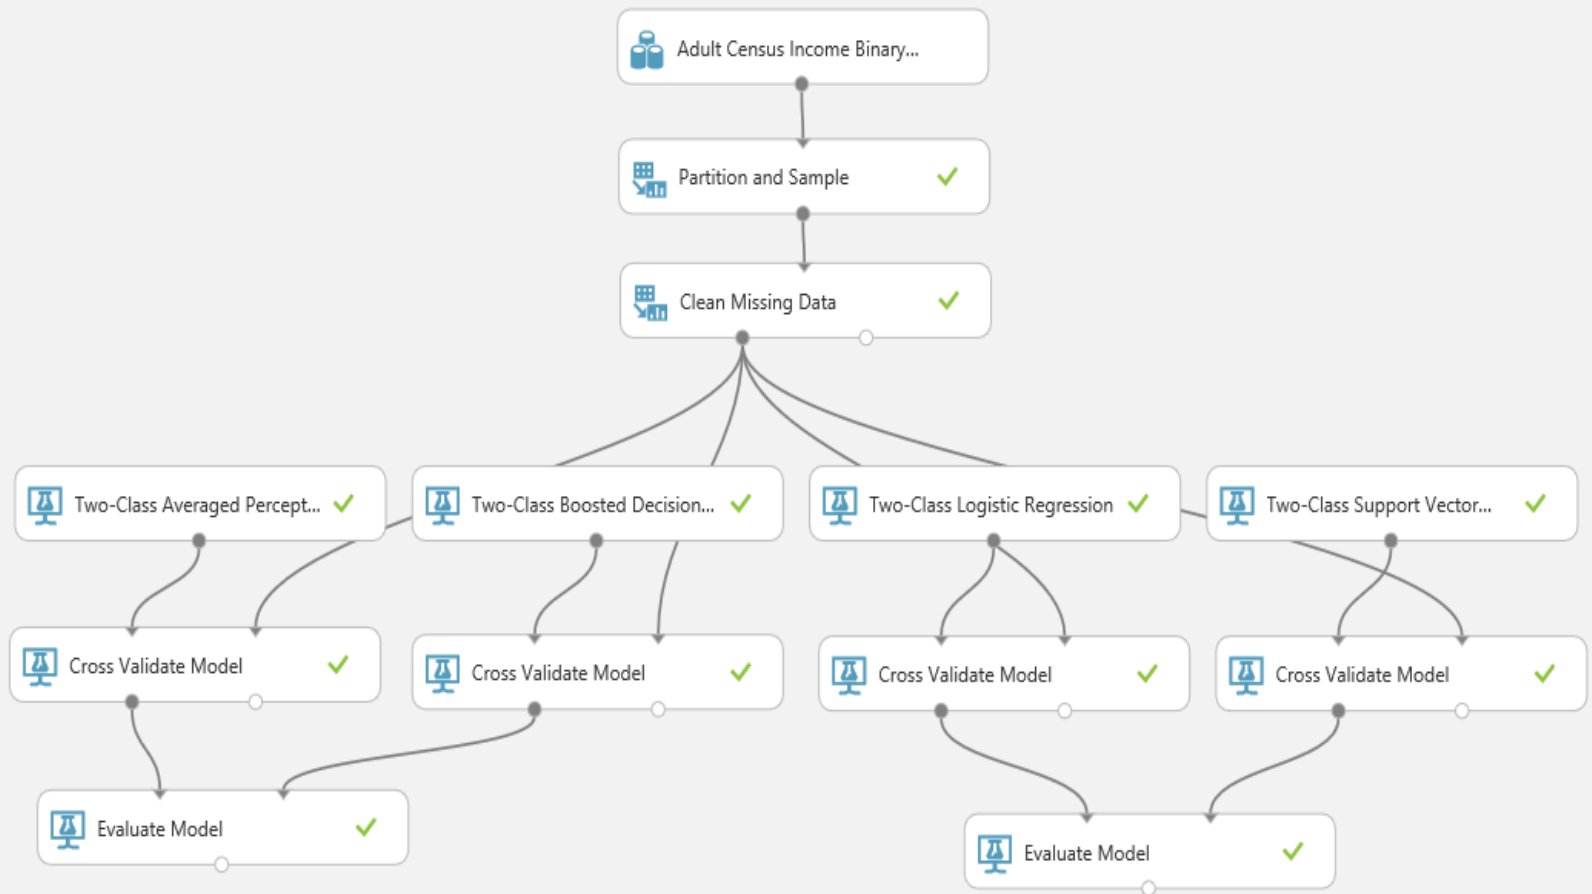 Adult Census Income Binary...
Partition and Sample
Clean Missing Data
Two-Class Averaged Percept...
Two-Class Boosted Decision...
Two-Class Logistic Regression
Two-Class Support Vector...
Cross Validate Model
Cross Validate Model
Cross Validate Model
Cross Validate Model
Evaluate Model
Evaluate Model